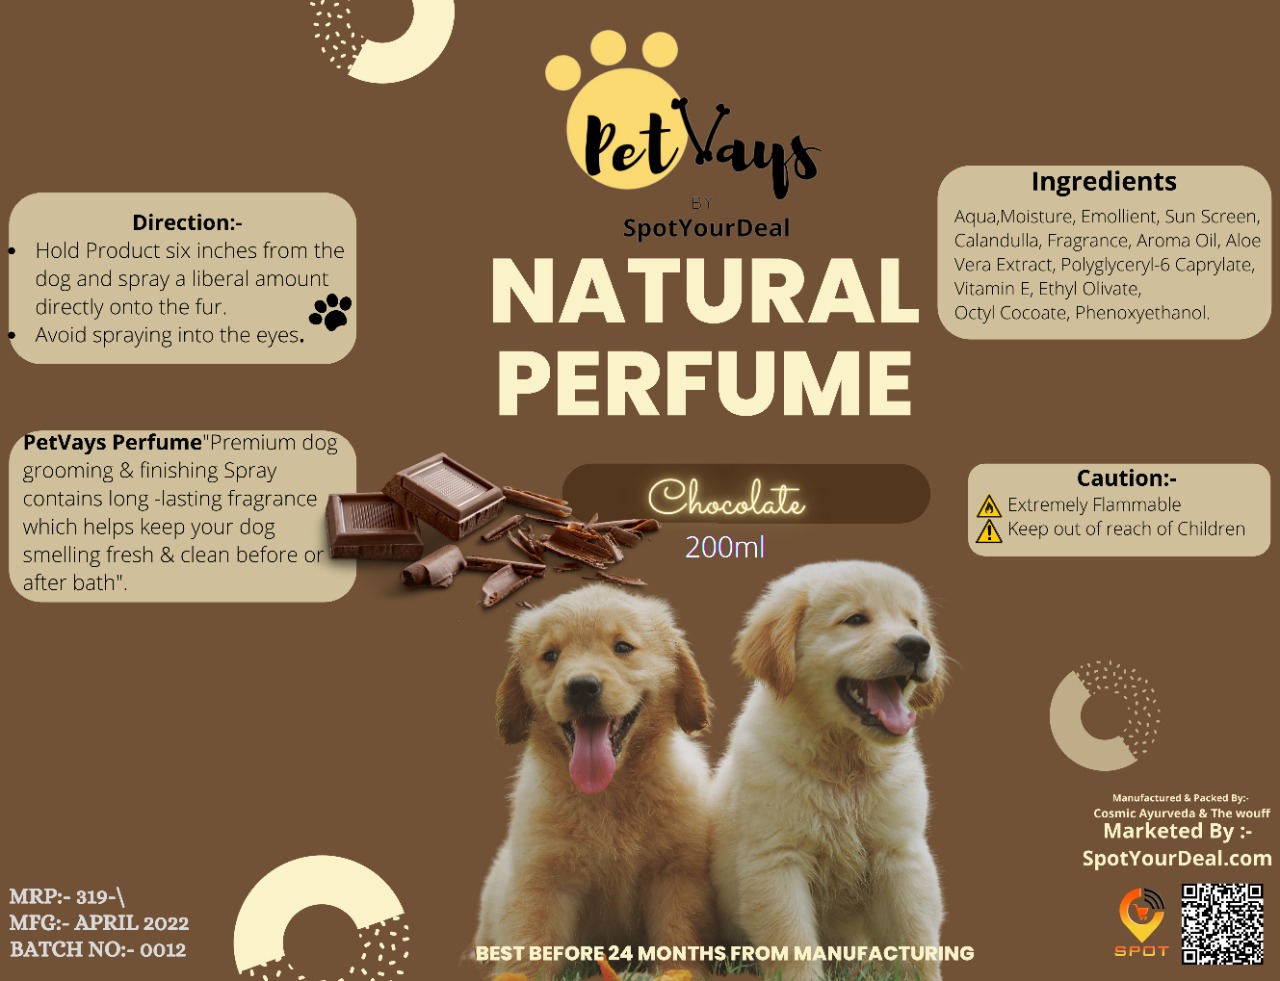 PetVays
BY
SpotYourDeal
NATURAL
PERFUME
Chocolate
200ml
Direction:-
• Hold Product six inches from the
dog and spray a liberal amount
directly onto the fur.
• Avoid spraying into the eyes.
PetVays Perfume"Premium dog
grooming & finishing Spray
contains long -lasting fragrance
which helps keep your dog
smelling fresh & clean before or
after bath".
MRP:- 319-\
MFG:- APRIL 2022
BATCH NO:- 0012
BEST BEFORE 24 MONTHS FROM MANUFACTURING
Ingredients
Aqua,Moisture, Emollient, Sun Screen,
Calandulla, Fragrance, Aroma Oil, Aloe
Vera Extract, Polyglyceryl-6 Caprylate,
Vitamin E, Ethyl Olivate,
Octyl Cocoate, Phenoxyethanol.
Caution:-
Extremely Flammable
Keep out of reach of Children
Manufactured & Packed By:-
Cosmic Ayurveda & The wouff
Marketed By :-
SpotYourDeal.com
SPOT